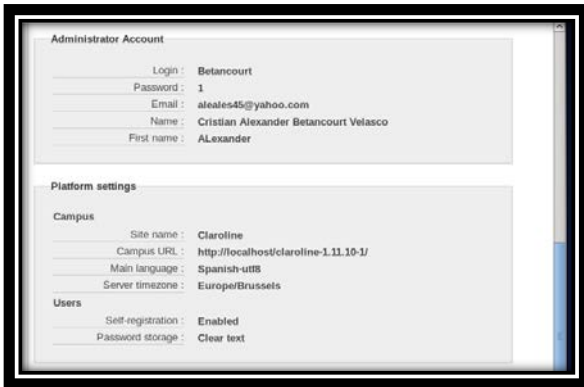 Administrator Account
Login : Betancourt
Password : 1
Email : aleales45@yahoo.com
Name : Cristian Alexander Betancourt Velasco
First name : ALexander
Platform settings
Campus
Site name : Claroline
Campus URL : http://localhost/claroline-1.11.10-1/
Main language : Spanish-utf8
Server timezone : Europe/Brussels
Users
Self-registration : Enabled
Password storage : Clear text